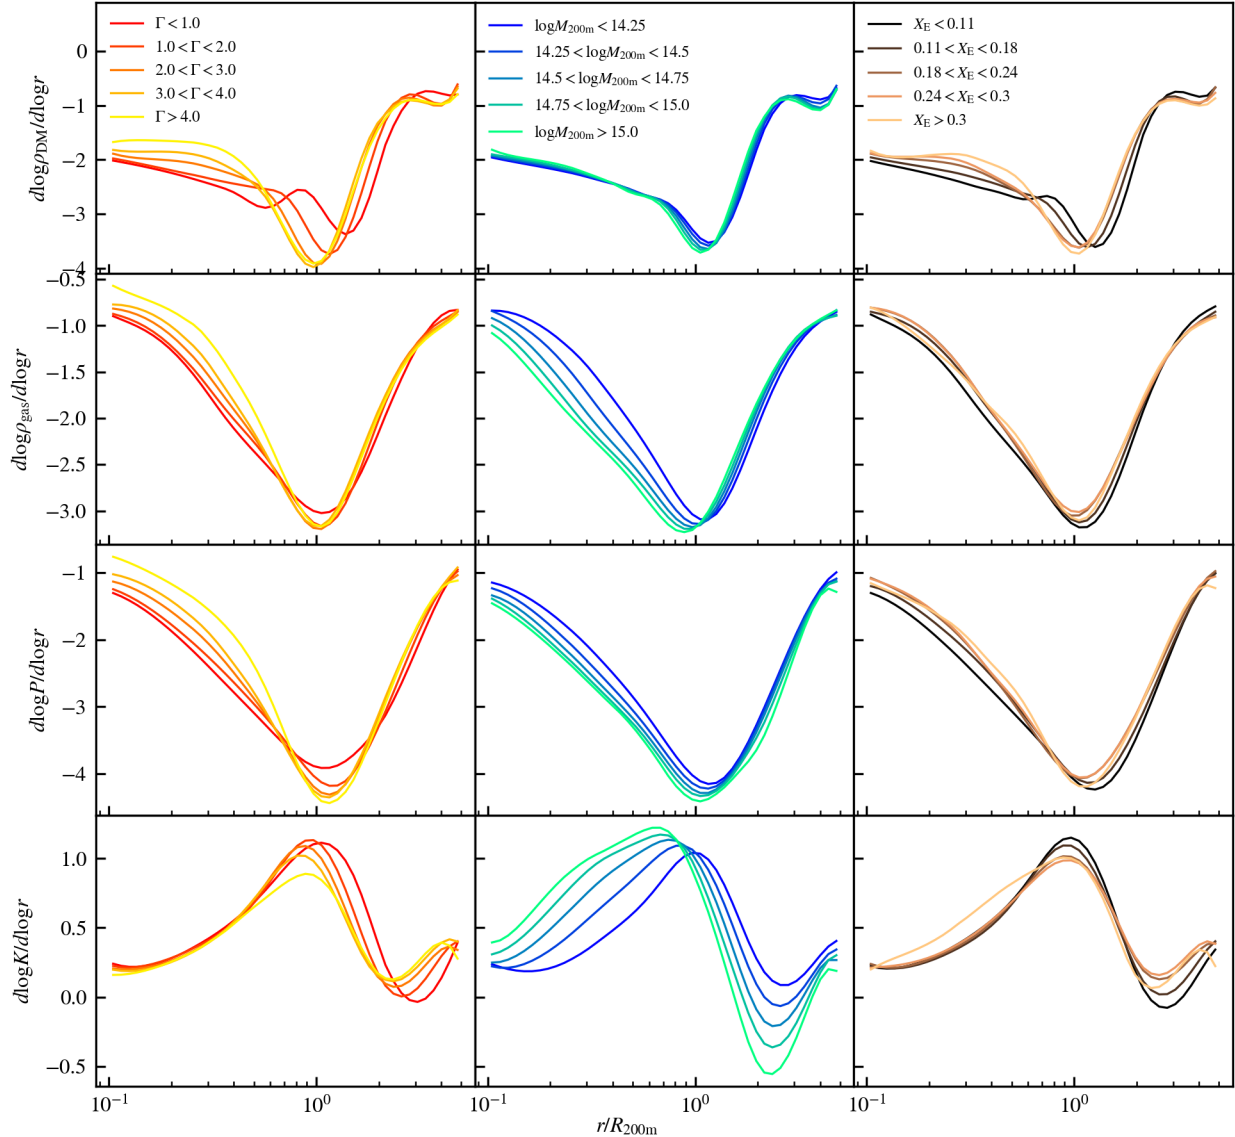 Γ < 1.0
1.0 < Γ < 2.0
2.0 < Γ < 3.0
3.0 < Γ < 4.0
Γ > 4.0
logM200m < 14.25
14.25 < logM200m < 14.5
14.5 < logM200m < 14.75
14.75 < logM200m < 15.0
logM200m > 15.0
XE < 0.11
0.11 < XE < 0.18
0.18 < XE < 0.24
0.24 < XE < 0.3
XE > 0.3
dlogρDM/dlogr
0
−1
−2
−3
−4
dlogρgas/dlogr
−0.5
−1.0
−1.5
−2.0
−2.5
−3.0
dlogP/dlogr
−1
−2
−3
−4
dlogK/dlogr
1.0
0.5
0.0
−0.5
10−1 100 10−1 100 10−1 100
r/R200m